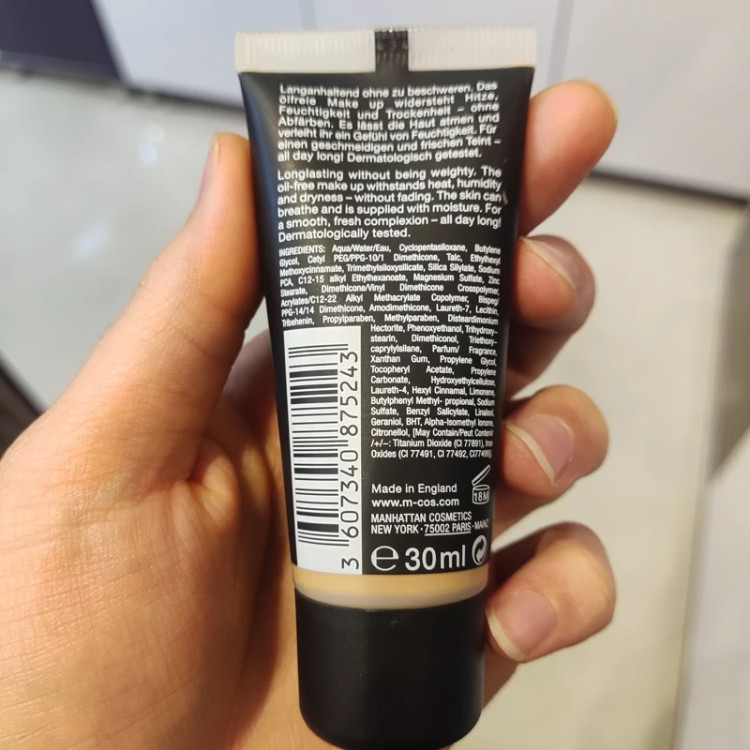 Langanhaltend ohne zu beschweren. Das
ölfreie Make up widersteht Hitze,
Feuchtigkeit und Trockenheit – ohne
Abfärben. Es lässt die Haut atmen und
verleiht ihr ein Gefühl von Feuchtigkeit. Für
einen geschmeidigen und frischen Teint –
all day long! Dermatologisch getestet.
Longlasting without being weighty. The
oil-free make up withstands heat, humidity
and dryness – without fading. The skin can
breathe and is supplied with moisture. For
a smooth, fresh complexion – all day long!
Dermatologically tested.
INGREDIENTS: Aqua/Water/Eau, Cyclopentasiloxane, Butylene
Glycol, Cetyl PEG/PPG-10/1 Dimethicone, Talc, Ethylhexyl
Methoxycinnamate, Trimethylsiloxysilicate, Silica Silylate, Sodium
PCA, C12-15 alkyl Ethylhexanoate, Magnesium Sulfate, Zinc
Stearate, Dimethicone/Vinyl Dimethicone Crosspolymer,
Acrylates/C12-22 Alkyl Methacrylate Copolymer, Bispeg/
PPG-14/14 Dimethicone, Amodimethicone, Laureth-7, Lecithin,
Tribehenin, Propylparaben, Methylparaben, Disteardimonium
Hectorite, Phenoxyethanol, Trihydroxy-
stearin, Dimethiconol, Triethoxy-
caprylylsilane, Parfum/ Fragrance,
Xanthan Gum, Propylene Glycol,
Tocopheryl Acetate, Propylene
Carbonate, Hydroxyethylcellulose,
Laureth-4, Hexyl Cinnamal, Limonene,
Butylphenyl Methyl- propional, Sodium
Sulfate, Benzyl Salicylate, Linalool,
Geraniol, BHT, Alpha-Isomethyl Ionone,
Citronellol, [May Contain/Peut Contenir
/+/–: Titanium Dioxide (CI 77891), Iron
Oxides (CI 77491, CI 77492, CI77499)].
3 607340 875243
Made in England
www.m-cos.com
18M
MANHATTAN COSMETICS
NEW YORK · 75002 PARIS · MAINZ
e 30ml